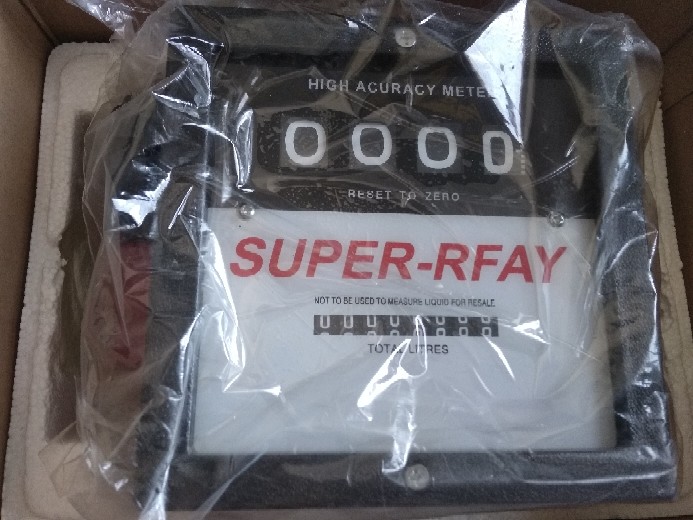 HIGH ACURACY METE
0000
RESET TO ZERO
SUPER-RFAY
NOT TO BE USED TO MEASURE LIQUID FOR RESALE
TOTAL LITRES